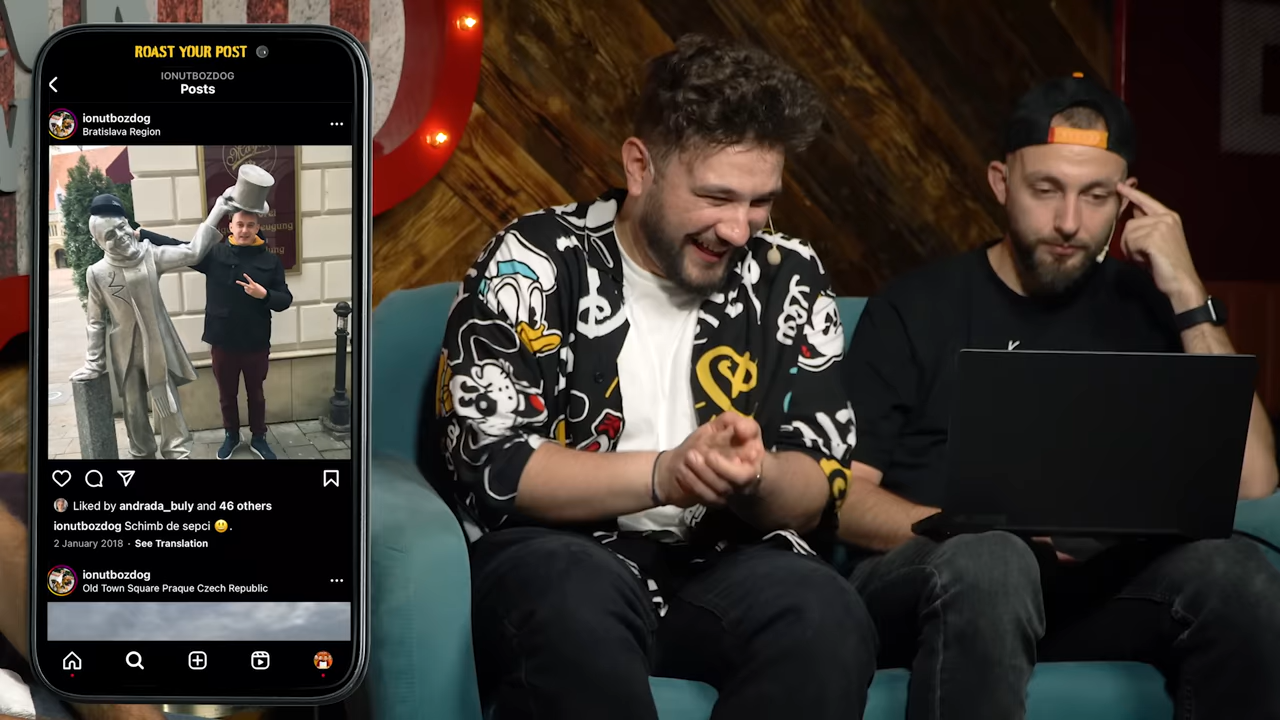 ROAST YOUR POST
IONUTBOZDOG
Posts
ionutbozdog
Bratislava Region
Liked by andrada_buly and 46 others
ionutbozdog Schimb de sepci 😃.
2 January 2018 · See Translation
ionutbozdog
Old Town Square Praque Czech Republic